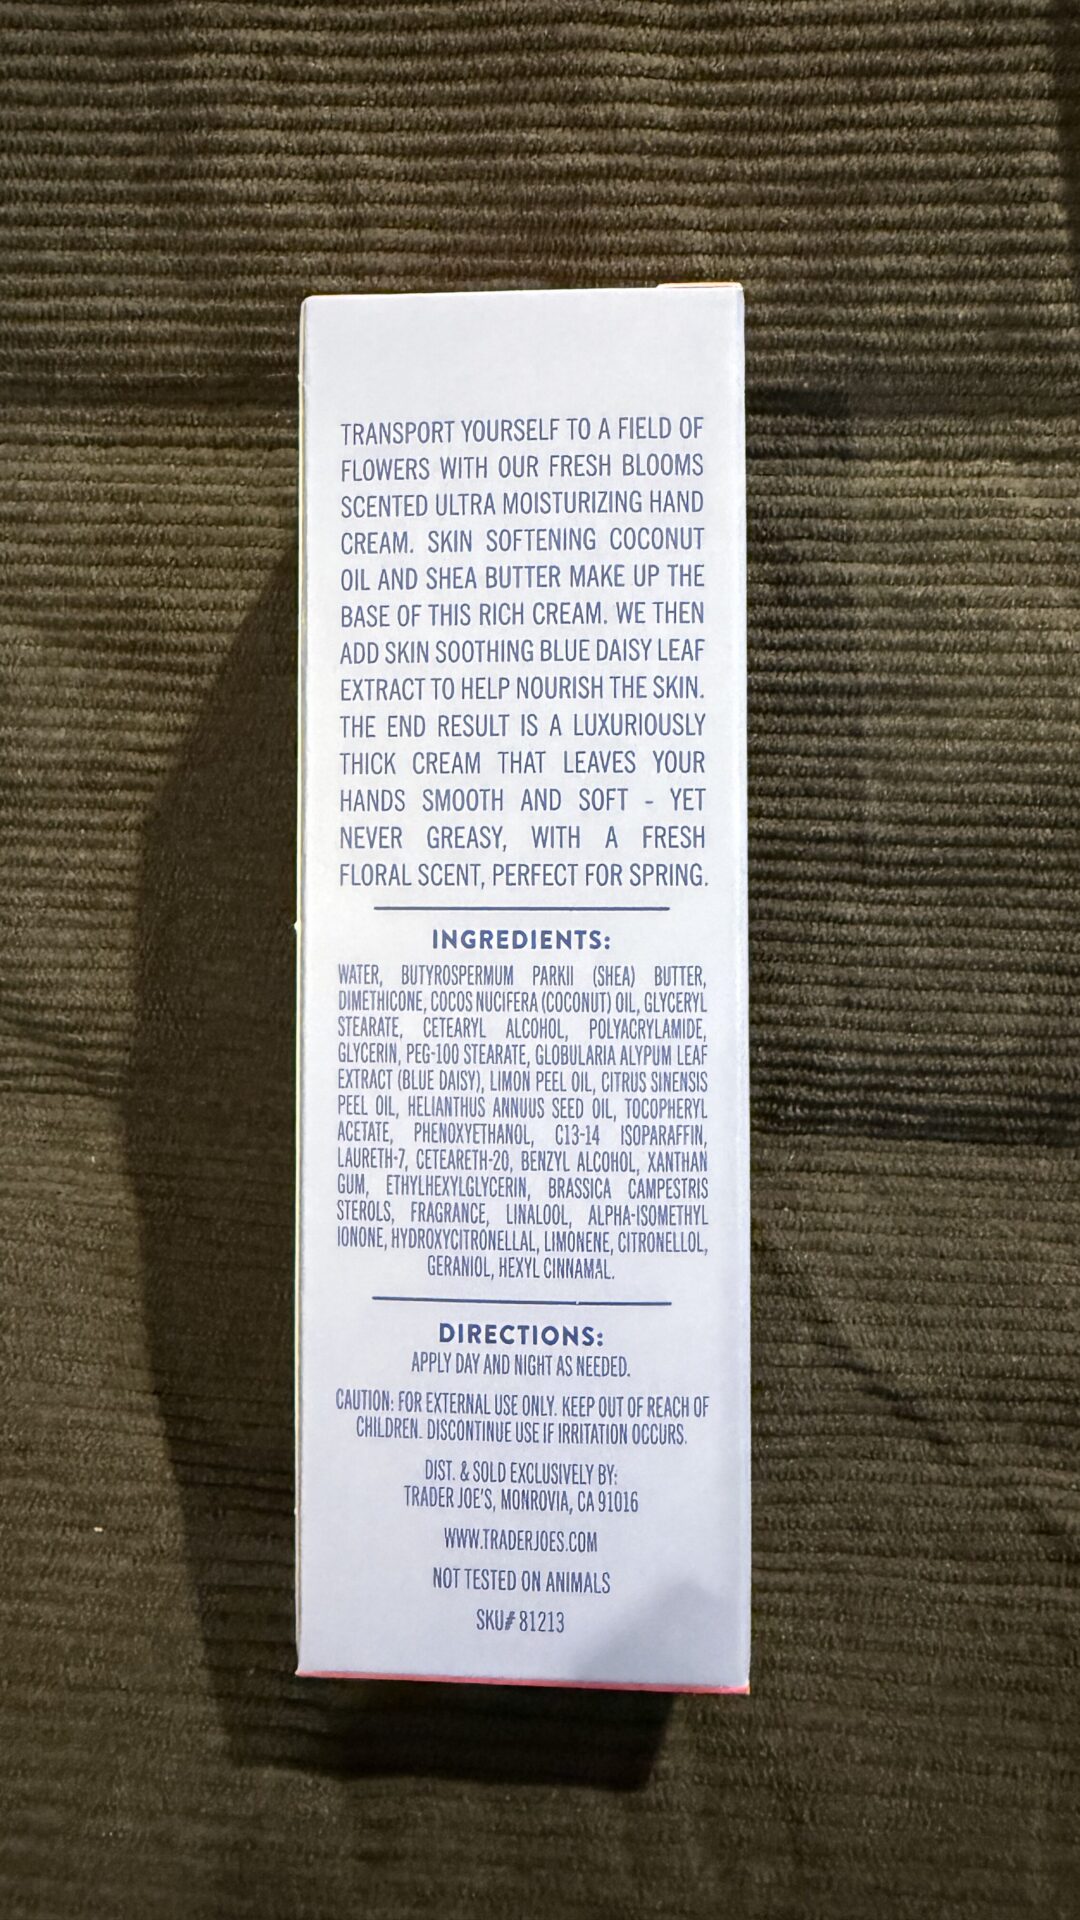 TRANSPORT YOURSELF TO A FIELD OF
FLOWERS WITH OUR FRESH BLOOMS
SCENTED ULTRA MOISTURIZING HAND
CREAM. SKIN SOFTENING COCONUT
OIL AND SHEA BUTTER MAKE UP THE
BASE OF THIS RICH CREAM. WE THEN
ADD SKIN SOOTHING BLUE DAISY LEAF
EXTRACT TO HELP NOURISH THE SKIN.
THE END RESULT IS A LUXURIOUSLY
THICK CREAM THAT LEAVES YOUR
HANDS SMOOTH AND SOFT - YET
NEVER GREASY, WITH A FRESH
FLORAL SCENT, PERFECT FOR SPRING.
INGREDIENTS:
WATER, BUTYROSPERMUM PARKII (SHEA) BUTTER,
DIMETHICONE, COCOS NUCIFERA (COCONUT) OIL, GLYCERYL
STEARATE, CETEARYL ALCOHOL, POLYACRYLAMIDE,
GLYCERIN, PEG-100 STEARATE, GLOBULARIA ALYPUM LEAF
EXTRACT (BLUE DAISY), LIMON PEEL OIL, CITRUS SINENSIS
PEEL OIL, HELIANTHUS ANNUUS SEED OIL, TOCOPHERYL
ACETATE, PHENOXYETHANOL, C13-14 ISOPARAFFIN,
LAURETH-7, CETEARETH-20, BENZYL ALCOHOL, XANTHAN
GUM, ETHYLHEXYLGLYCERIN, BRASSICA CAMPESTRIS
STEROLS, FRAGRANCE, LINALOOL, ALPHA-ISOMETHYL
IONONE, HYDROXYCITRONELLAL, LIMONENE, CITRONELLOL,
GERANIOL, HEXYL CINNAMAL.
DIRECTIONS:
APPLY DAY AND NIGHT AS NEEDED.
CAUTION: FOR EXTERNAL USE ONLY. KEEP OUT OF REACH OF
CHILDREN. DISCONTINUE USE IF IRRITATION OCCURS.
DIST. & SOLD EXCLUSIVELY BY:
TRADER JOE'S, MONROVIA, CA 91016
WWW.TRADERJOES.COM
NOT TESTED ON ANIMALS
SKU# 81213